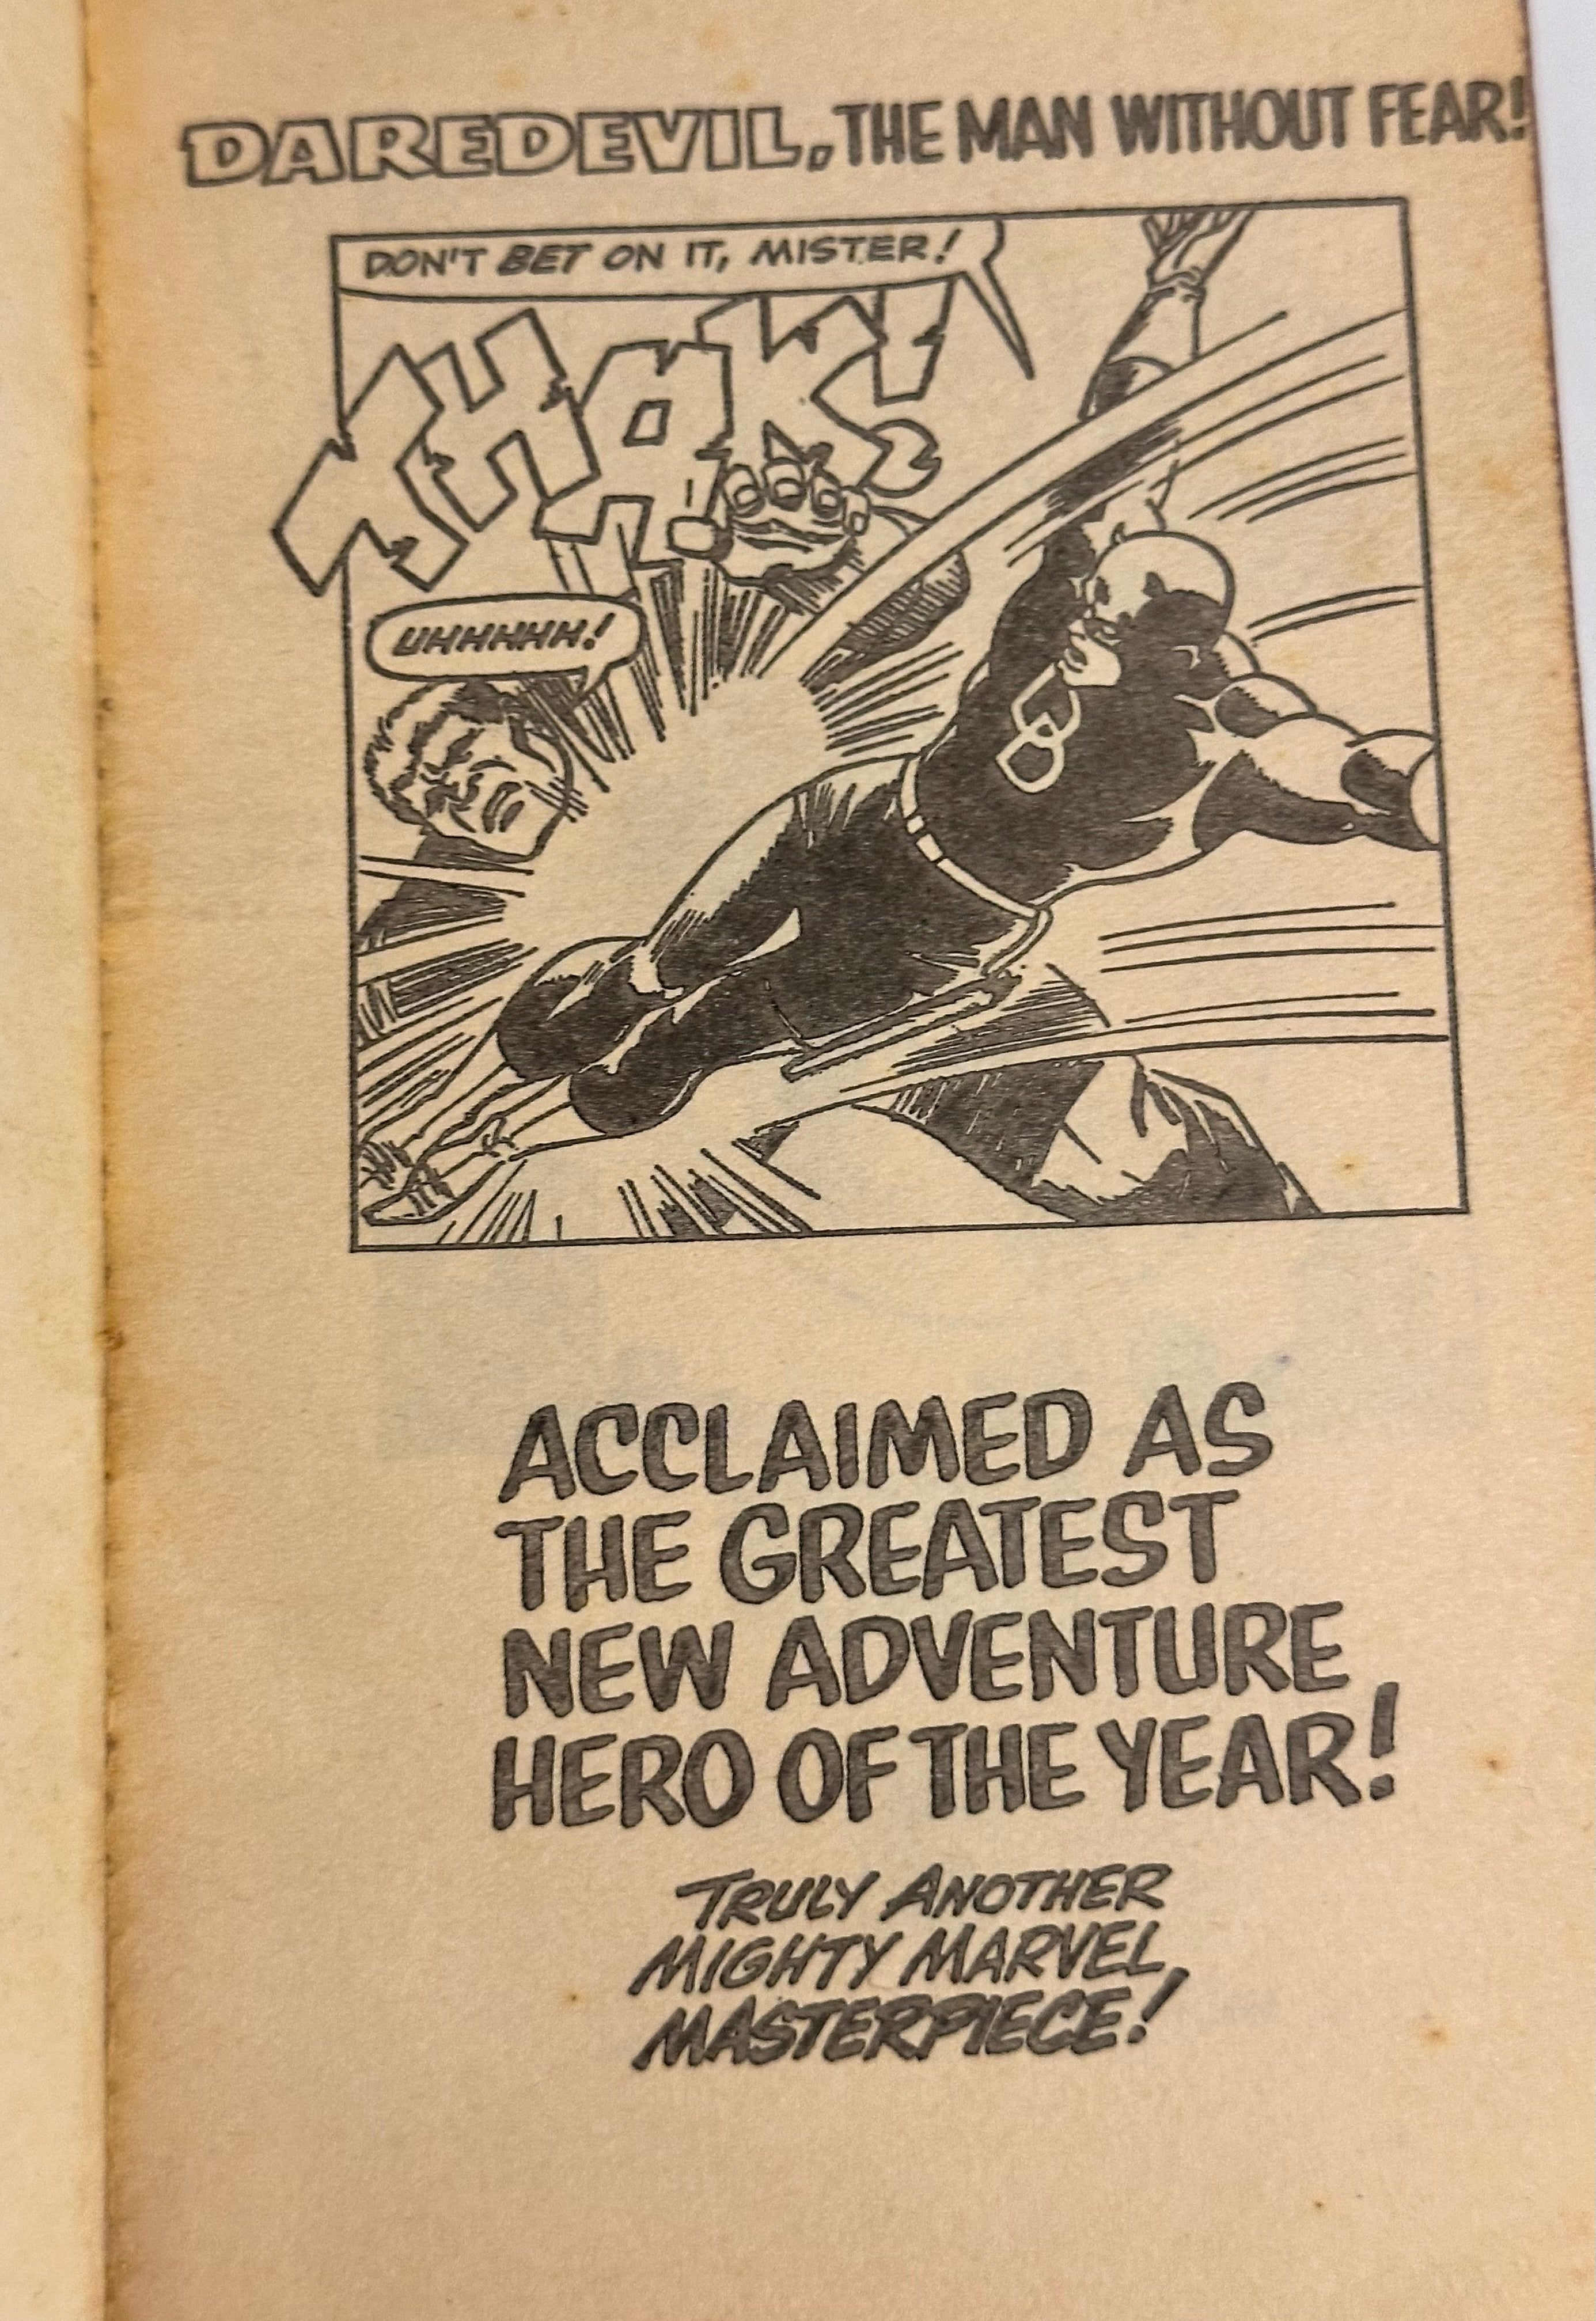 DAREDEVIL, THE MAN WITHOUT FEAR!
DON'T BET ON IT, MISTER!
UHHHHH!
ACCLAIMED AS
THE GREATEST
NEW ADVENTURE
HERO OF THE YEAR!
TRULY ANOTHER
MIGHTY MARVEL
MASTERPIECE!